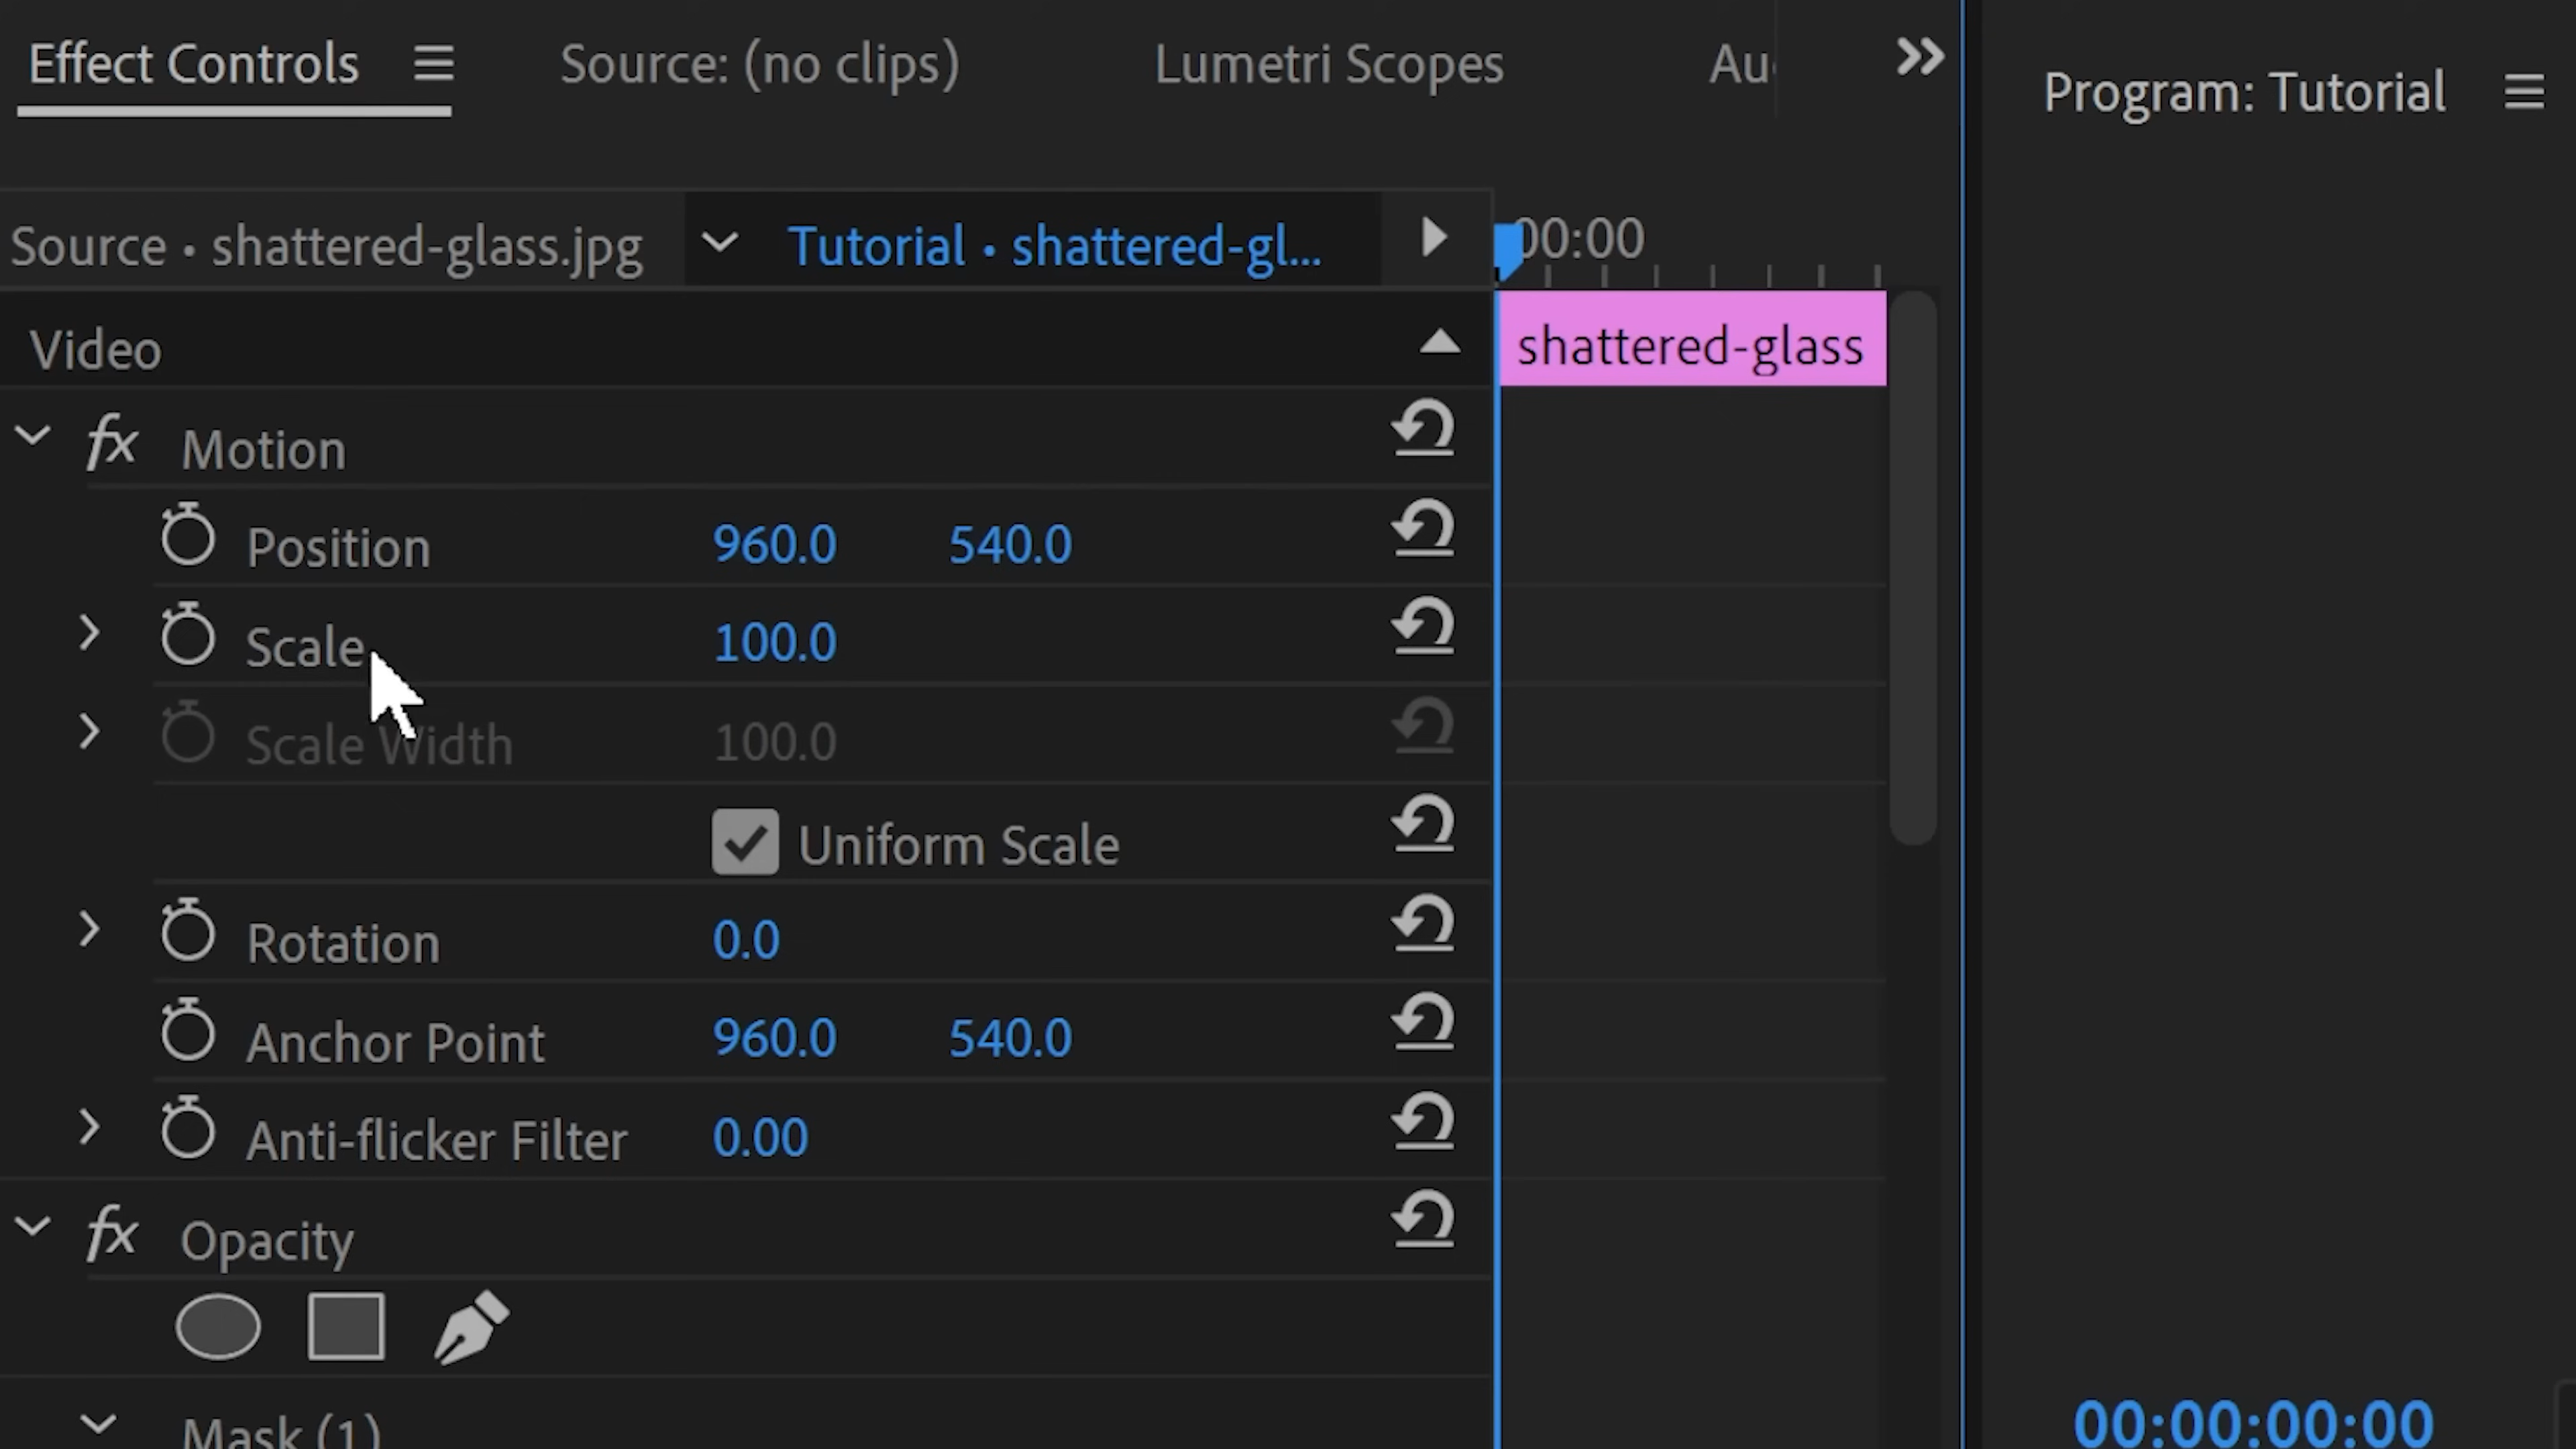 Effect Controls
Source: (no clips)
Lumetri Scopes
Program: Tutorial
Source • shattered-glass.jpg
Tutorial • shattered-gl...
00:00
Video
shattered-glass
fx Motion
Position 960.0 540.0
Scale 100.0
Scale Width 100.0
Uniform Scale
Rotation 0.0
Anchor Point 960.0 540.0
Anti-flicker Filter 0.00
fx Opacity
Mask (1)
00:00:00:00